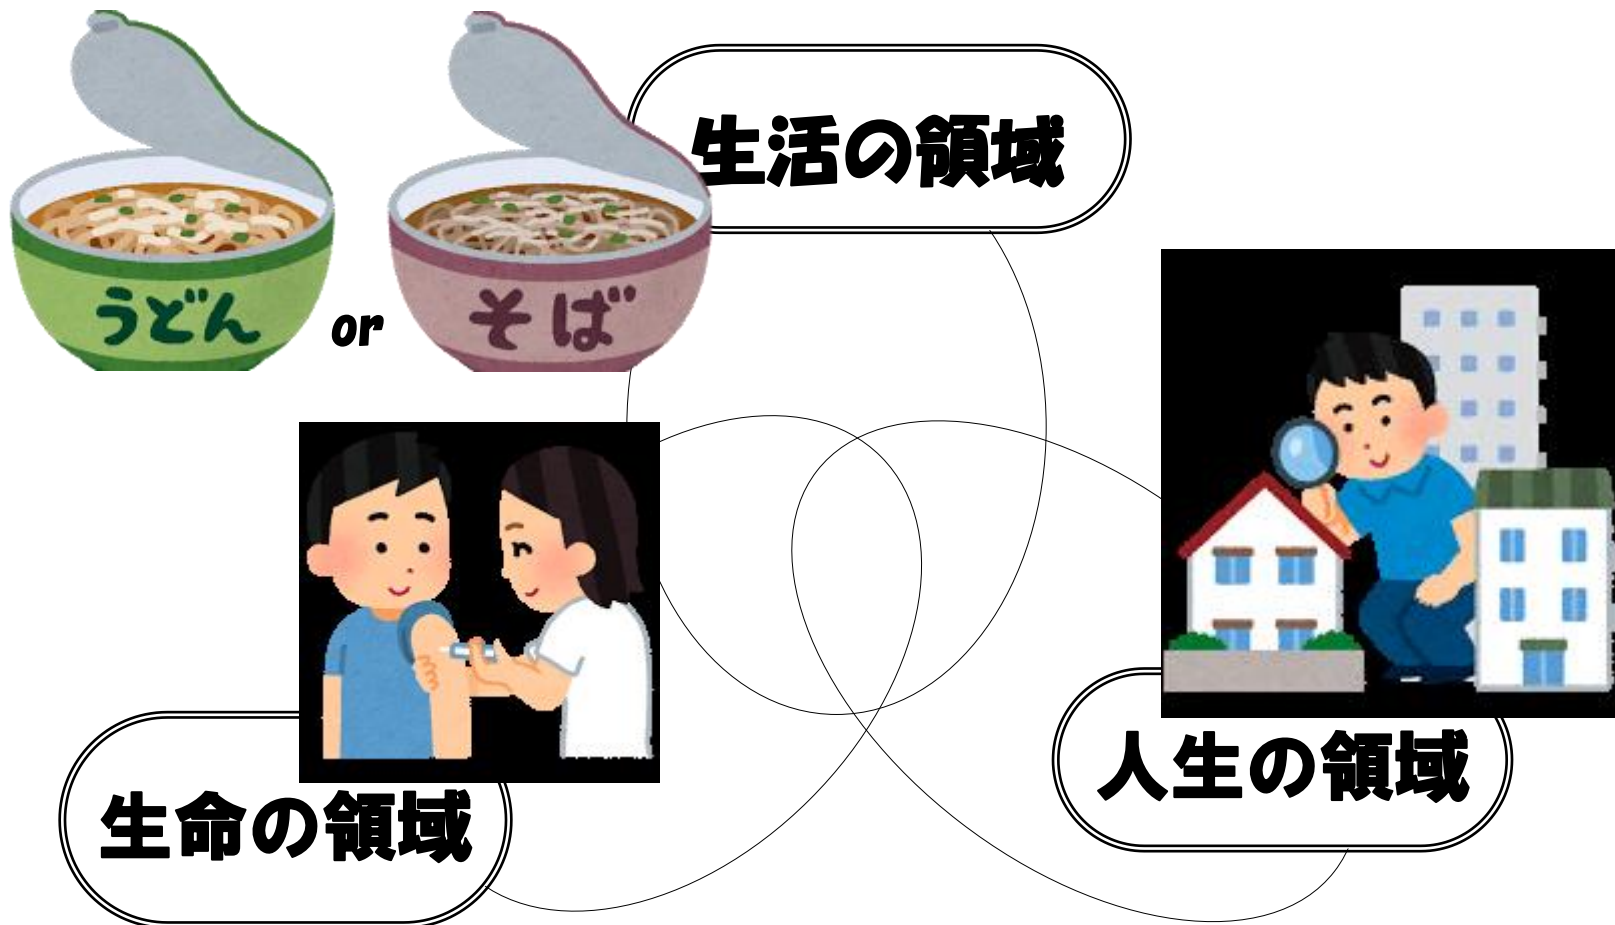 生活の領域
うどん
or
そば
人生の領域
生命の領域